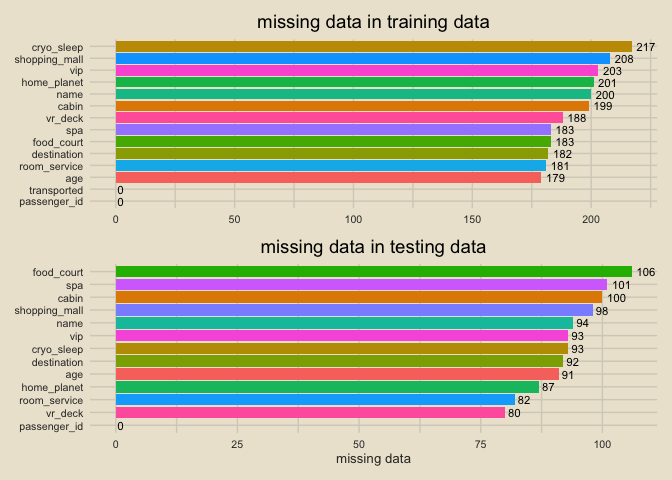 missing data in training data
cryo_sleep 217
shopping_mall 208
vip 203
home_planet 201
name 200
cabin 199
vr_deck 188
spa 183
food_court 183
destination 182
room_service 181
age 179
transported 0
passenger_id 0
0 50 100 150 200
missing data in testing data
food_court 106
spa 101
cabin 100
shopping_mall 98
name 94
vip 93
cryo_sleep 93
destination 92
age 91
home_planet 87
room_service 82
vr_deck 80
passenger_id 0
0 25 50 75 100
missing data